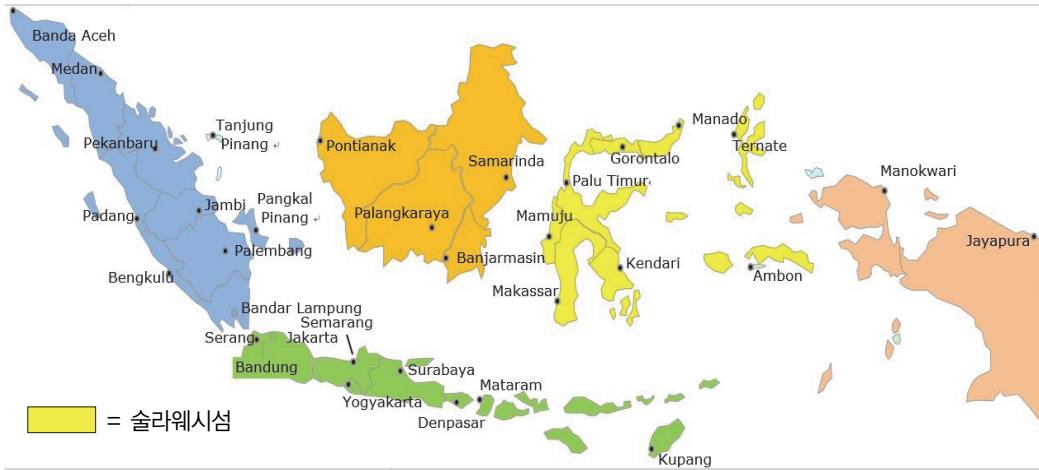 Banda Aceh
Medan
Pekanbaru
Tanjung
Pinang
Padang
Jambi
Pangkal
Pinang
Palembang
Bengkulu
Bandar Lampung
Pontianak
Samarinda
Palangkaraya
Banjarmasin
Manado
Gorontalo
Ternate
Palu Timur
Mamuju
Kendari
Makassar
Ambon
Manokwari
Jayapura
Semarang
Serang
Jakarta
Bandung
Surabaya
Yogyakarta
Mataram
Denpasar
Kupang
= 술라웨시섬